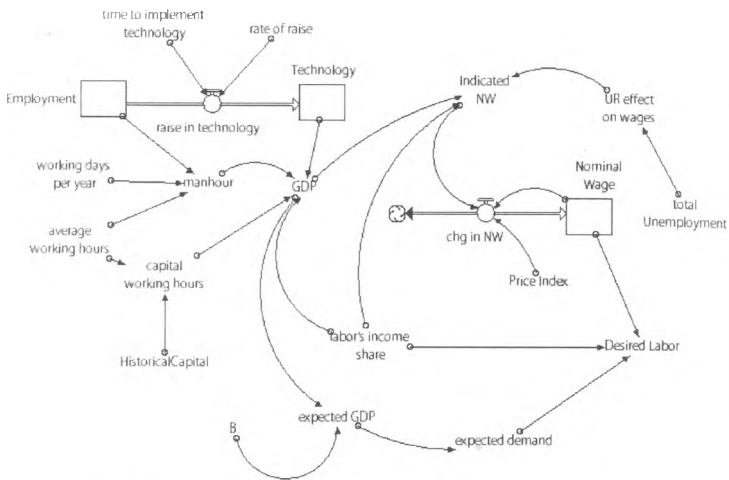 time to implement
technology
rate of raise
Technology
Employment
raise in technology
Indicated
NW
UR effect
on wages
working days
per year
manhour
GDP
Nominal
Wage
total
Unemployment
average
working hours
capital
working hours
chg in NW
Price Index
HistoricalCapital
labor's income
share
Desired Labor
B
expected GDP
expected demand